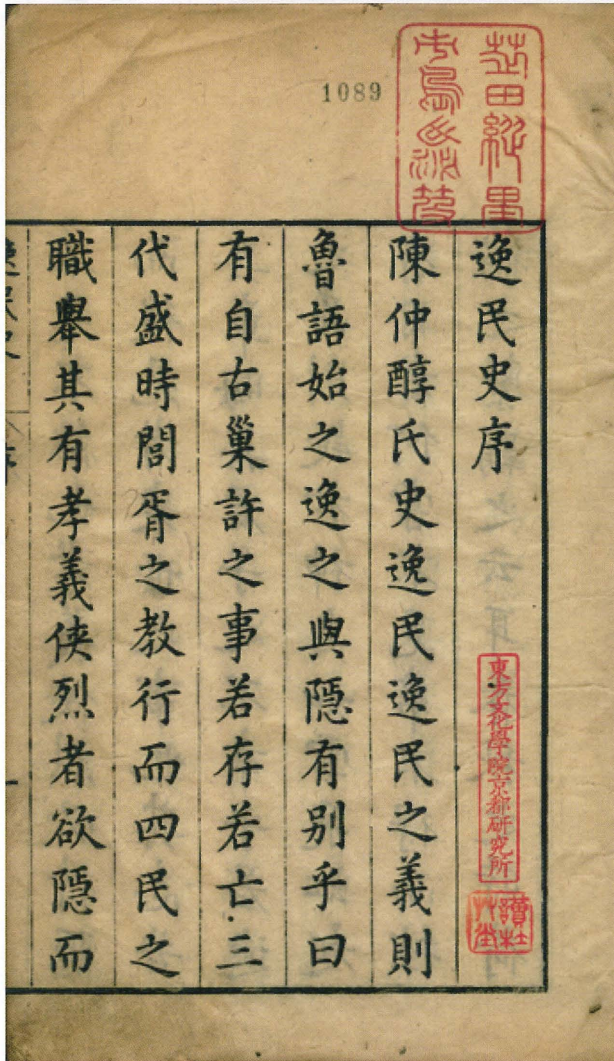 1089
逸民史序
陳仲醇氏史逸民逸民之義則
魯語始之逸之與隱有別乎曰
有自古巢許之事若存若亡三
代盛時閭胥之教行而四民之
職舉其有孝義俠烈者欲隱而
東方文化學院京都研究所
讀杜艸堂